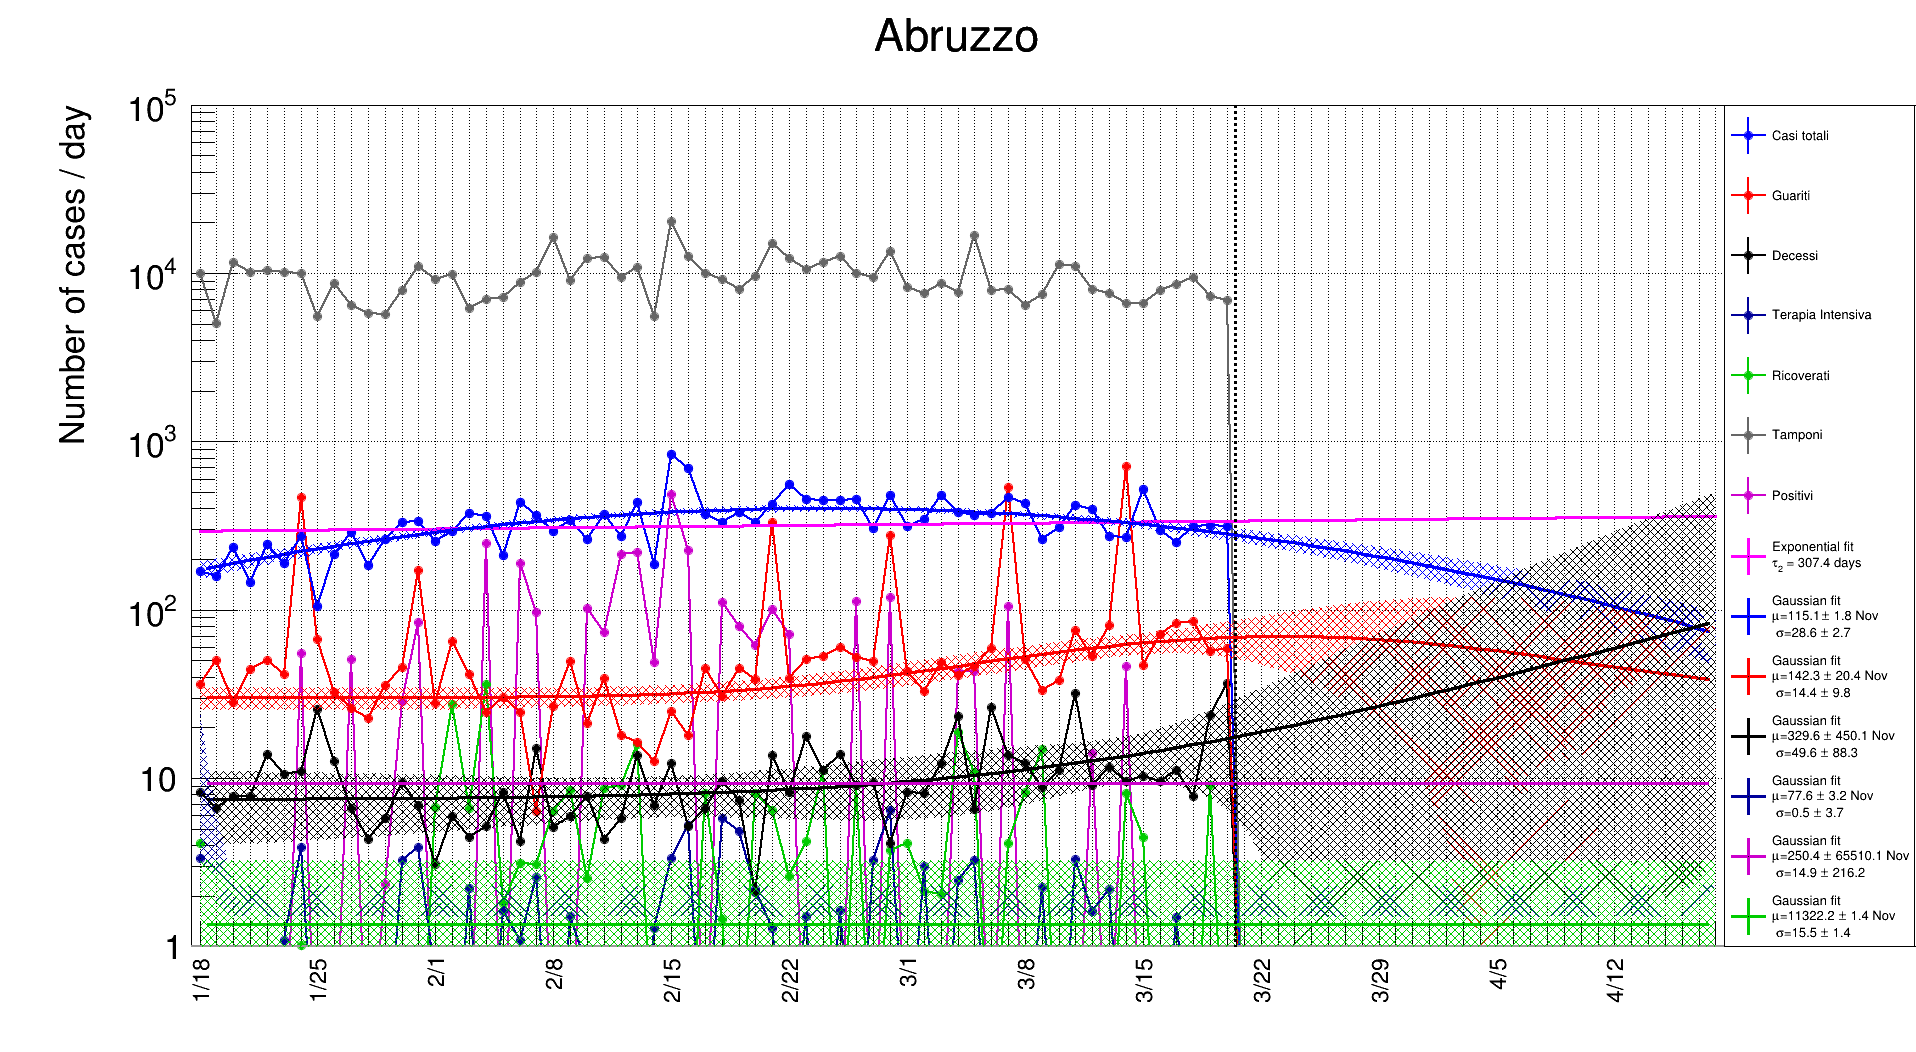 Abruzzo
Number of cases / day
10^5
10^4
10^3
10^2
10
1
1/18
1/25
2/1
2/8
2/15
2/22
3/1
3/8
3/15
3/22
3/29
4/5
4/12
Casi totali
Guariti
Decessi
Terapia Intensiva
Ricoverati
Tamponi
Positivi
Exponential fit
τ₂ = 307.4 days
Gaussian fit
μ=115.1 ± 1.8 Nov
σ=28.6 ± 2.7
Gaussian fit
μ=142.3 ± 20.4 Nov
σ=14.4 ± 9.8
Gaussian fit
μ=329.6 ± 450.1 Nov
σ=49.6 ± 88.3
Gaussian fit
μ=77.6 ± 3.2 Nov
σ=0.5 ± 3.7
Gaussian fit
μ=250.4 ± 65510.1 Nov
σ=14.9 ± 216.2
Gaussian fit
μ=11322.2 ± 1.4 Nov
σ=15.5 ± 1.4